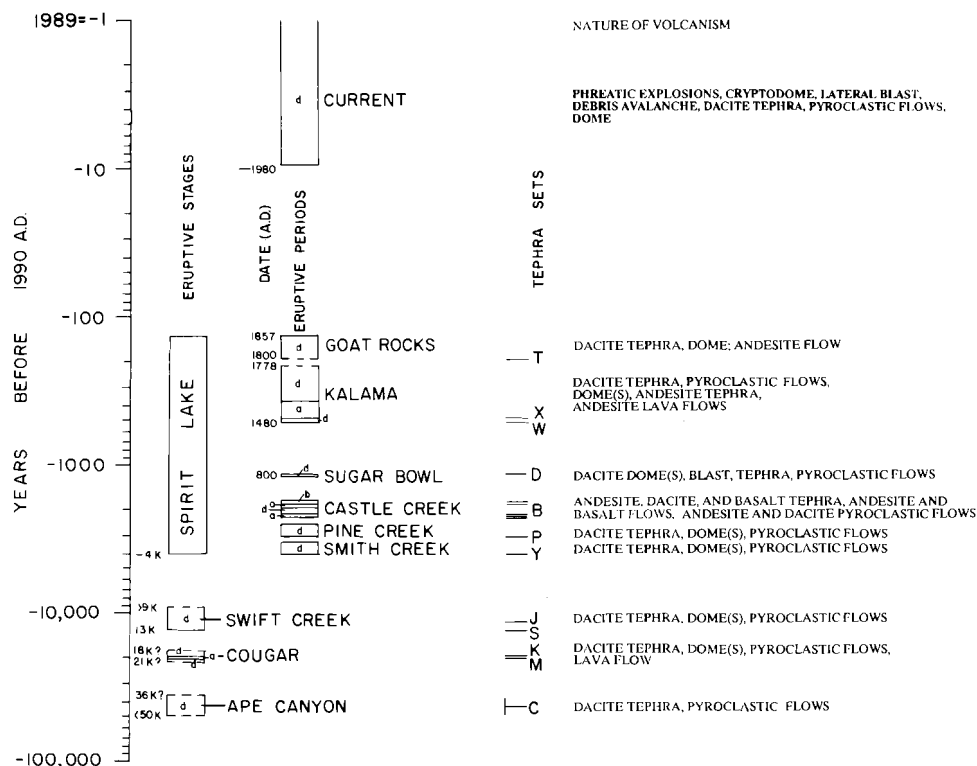 1989=-1
NATURE OF VOLCANISM
d CURRENT
PHREATIC EXPLOSIONS, CRYPTODOME, LATERAL BLAST,
DEBRIS AVALANCHE, DACITE TEPHRA, PYROCLASTIC FLOWS,
DOME
-10
1980
YEARS BEFORE 1990 A.D.
ERUPTIVE STAGES
DATE (A.D.)
ERUPTIVE PERIODS
TEPHRA SETS
-100
SPIRIT LAKE
1857
d GOAT ROCKS
1800
T
DACITE TEPHRA, DOME; ANDESITE FLOW
1778
d
KALAMA
a
d
1480
X
W
DACITE TEPHRA, PYROCLASTIC FLOWS,
DOME(S), ANDESITE TEPHRA,
ANDESITE LAVA FLOWS
-1000
d
800 SUGAR BOWL
D
DACITE DOME(S), BLAST, TEPHRA, PYROCLASTIC FLOWS
b
a
d CASTLE CREEK
a
B
ANDESITE, DACITE, AND BASALT TEPHRA, ANDESITE AND
BASALT FLOWS, ANDESITE AND DACITE PYROCLASTIC FLOWS
d PINE CREEK
P
DACITE TEPHRA, DOME(S), PYROCLASTIC FLOWS
-4K
d SMITH CREEK
Y
DACITE TEPHRA, DOME(S), PYROCLASTIC FLOWS
-10,000
d SWIFT CREEK
13K
J
S
DACITE TEPHRA, DOME(S), PYROCLASTIC FLOWS
18K?
d
a COUGAR
21K?
d
K
M
DACITE TEPHRA, DOME(S), PYROCLASTIC FLOWS,
LAVA FLOW
36K?
d APE CANYON
50K
C
DACITE TEPHRA, PYROCLASTIC FLOWS
-100,000